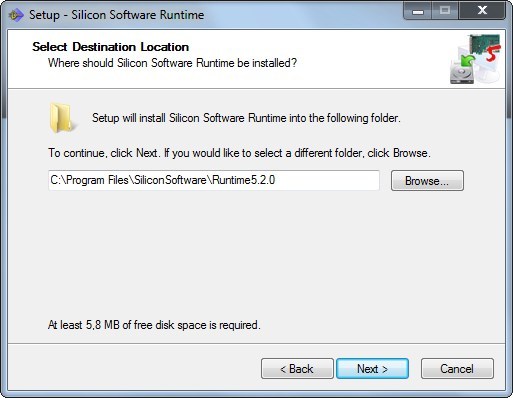 Setup - Silicon Software Runtime
Select Destination Location
Where should Silicon Software Runtime be installed?
5
Setup will install Silicon Software Runtime into the following folder.
To continue, click Next. If you would like to select a different folder, click Browse.
C:\Program Files\SiliconSoftware\Runtime5.2.0
Browse...
At least 5,8 MB of free disk space is required.
< Back
Next >
Cancel